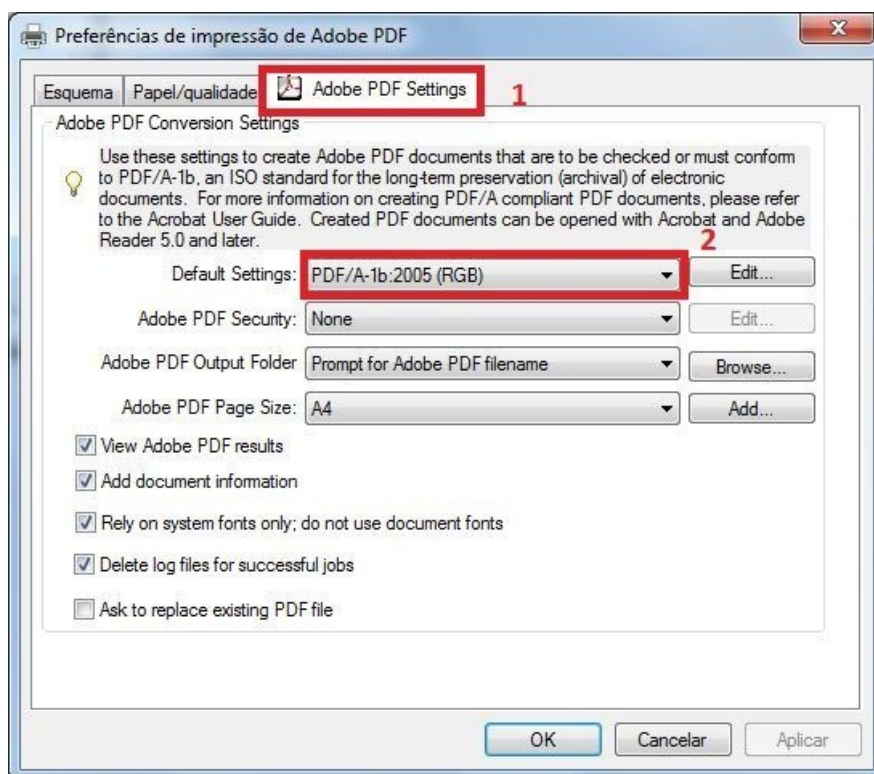 Preferências de impressão de Adobe PDF
Esquema Papel/qualidade Adobe PDF Settings 1
Adobe PDF Conversion Settings
Use these settings to create Adobe PDF documents that are to be checked or must conform
to PDF/A-1b, an ISO standard for the long-term preservation (archival) of electronic
documents. For more information on creating PDF/A compliant PDF documents, please refer
to the Acrobat User Guide. Created PDF documents can be opened with Acrobat and Adobe
Reader 5.0 and later.
2
Default Settings: PDF/A-1b:2005 (RGB) Edit...
Adobe PDF Security: None Edit...
Adobe PDF Output Folder Prompt for Adobe PDF filename Browse...
Adobe PDF Page Size: A4 Add...
View Adobe PDF results
Add document information
Rely on system fonts only; do not use document fonts
Delete log files for successful jobs
Ask to replace existing PDF file
OK Cancelar Aplicar